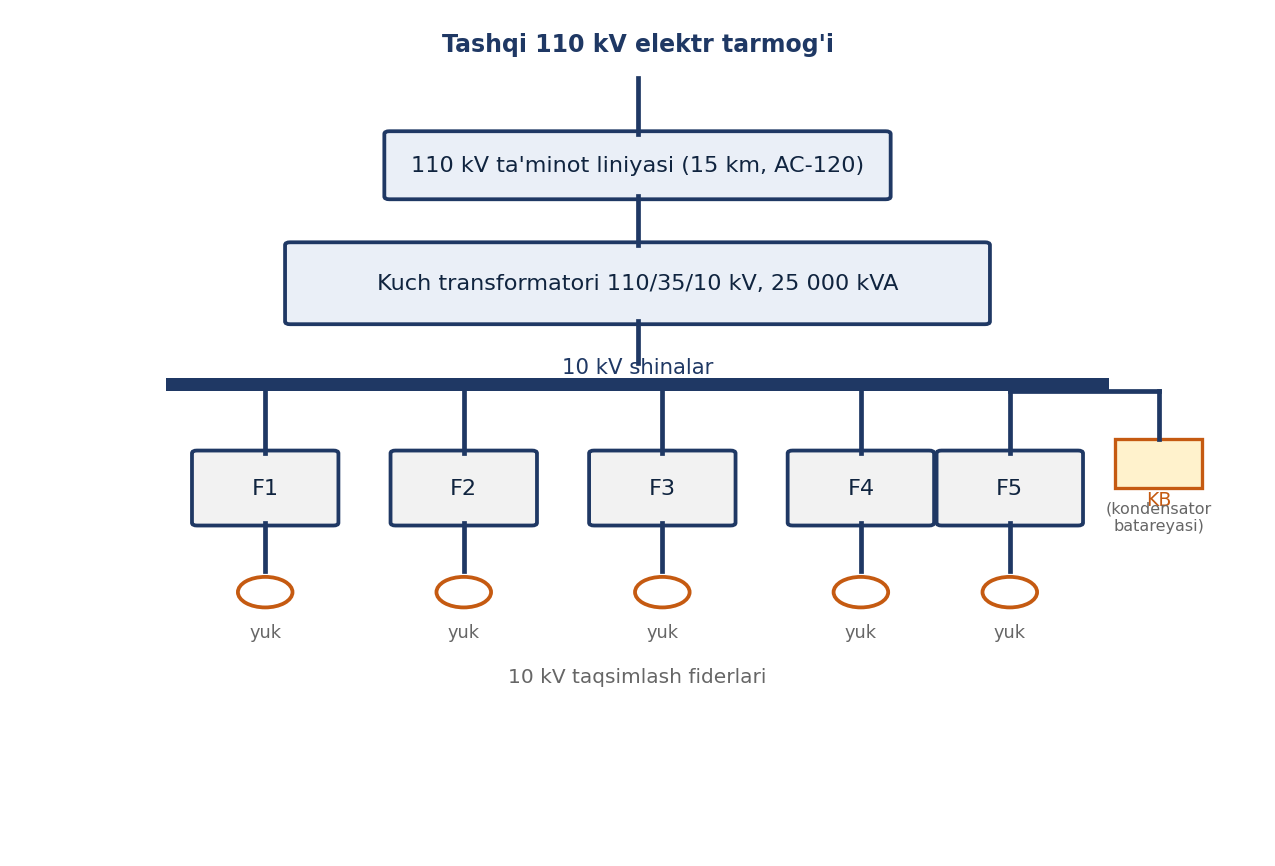 Tashqi 110 kV elektr tarmog'i
110 kV ta'minot liniyasi (15 km, AC-120)
Kuch transformatori 110/35/10 kV, 25 000 kVA
10 kV shinalar
F1
F2
F3
F4
F5
KB
(kondensator
batareyasi)
yuk
yuk
yuk
yuk
yuk
10 kV taqsimlash fiderlari